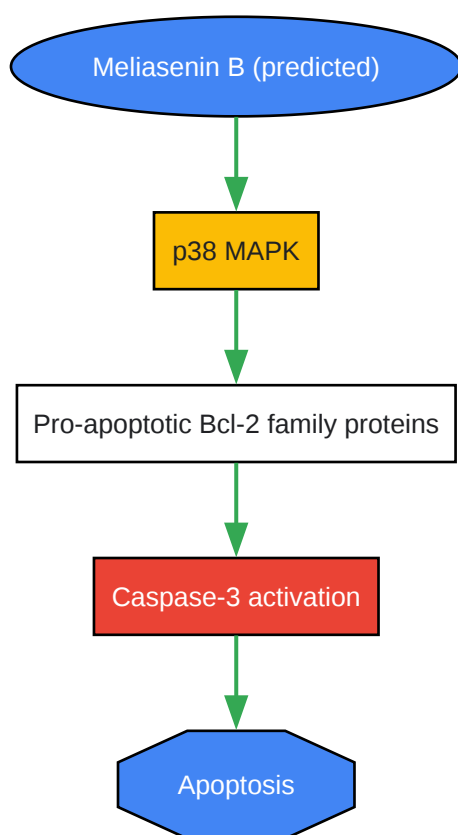 Meliasenin B (predicted)
p38 MAPK
Pro-apoptotic Bcl-2 family proteins
Caspase-3 activation
Apoptosis